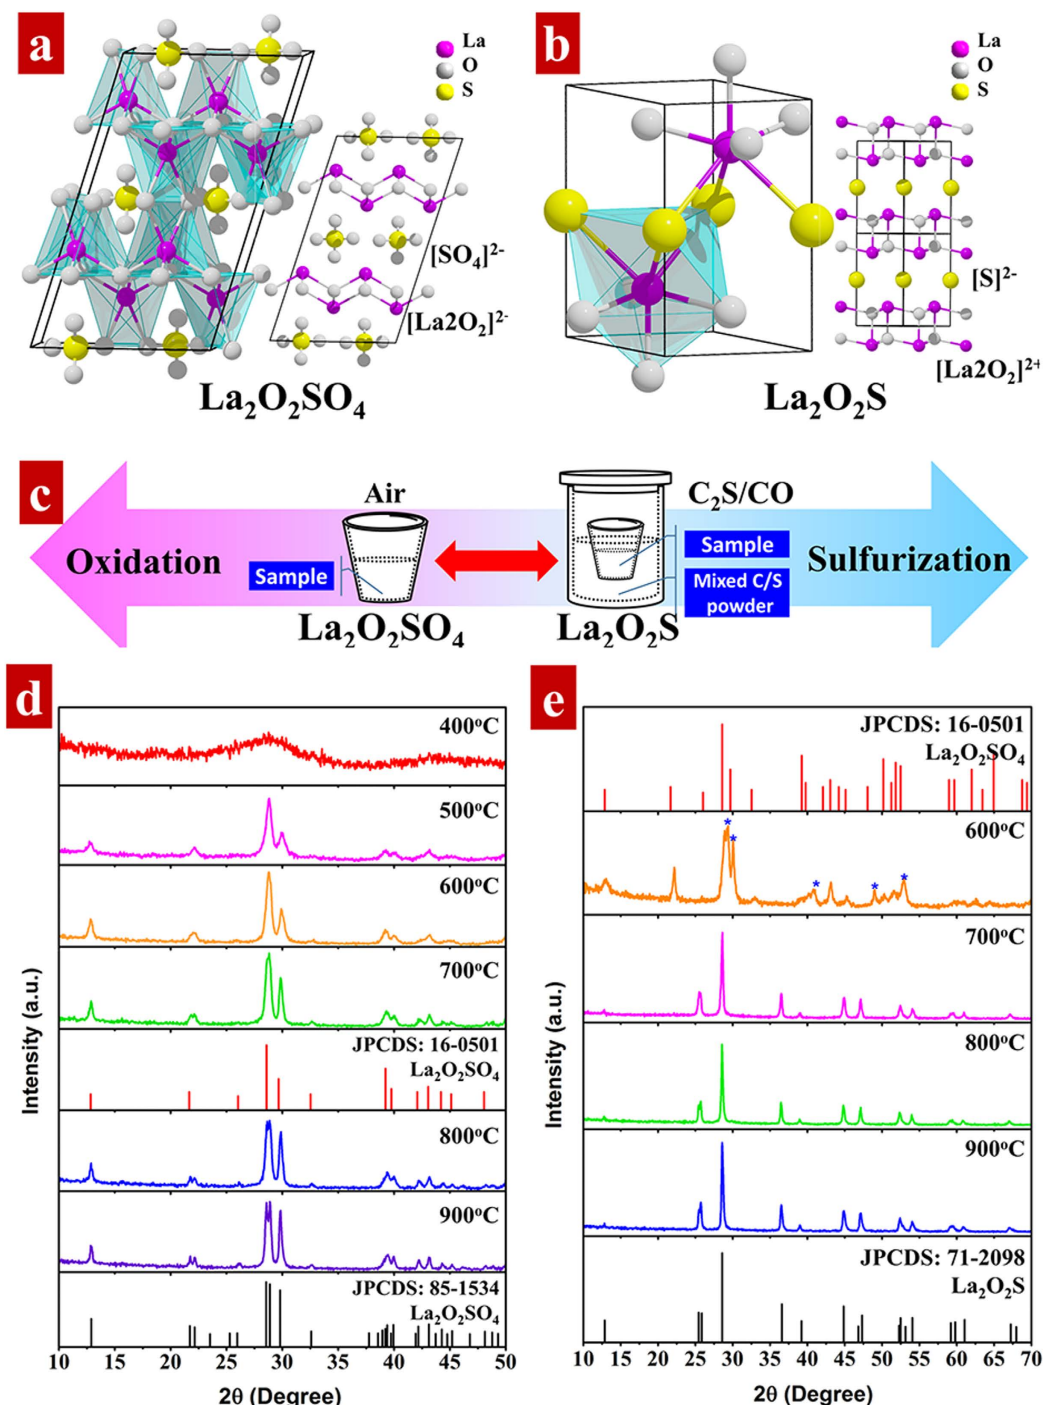 a
La
O
S
[SO₄]²⁻
[La2O₂]²⁻
La₂O₂SO₄
b
La
O
S
[S]²⁻
[La2O₂]²⁺
La₂O₂S
c
Oxidation
Air
Sample
La₂O₂SO₄
C₂S/CO
Sample
Mixed C/S
powder
La₂O₂S
Sulfurization
d
400°C
500°C
600°C
700°C
JPCDS: 16-0501
La₂O₂SO₄
800°C
900°C
JPCDS: 85-1534
La₂O₂SO₄
10 15 20 25 30 35 40 45 50
2θ (Degree)
Intensity (a.u.)
e
JPCDS: 16-0501
La₂O₂SO₄
600°C
* * * * *
700°C
800°C
900°C
JPCDS: 71-2098
La₂O₂S
10 15 20 25 30 35 40 45 50 55 60 65 70
2θ (Degree)
Intensity (a.u.)